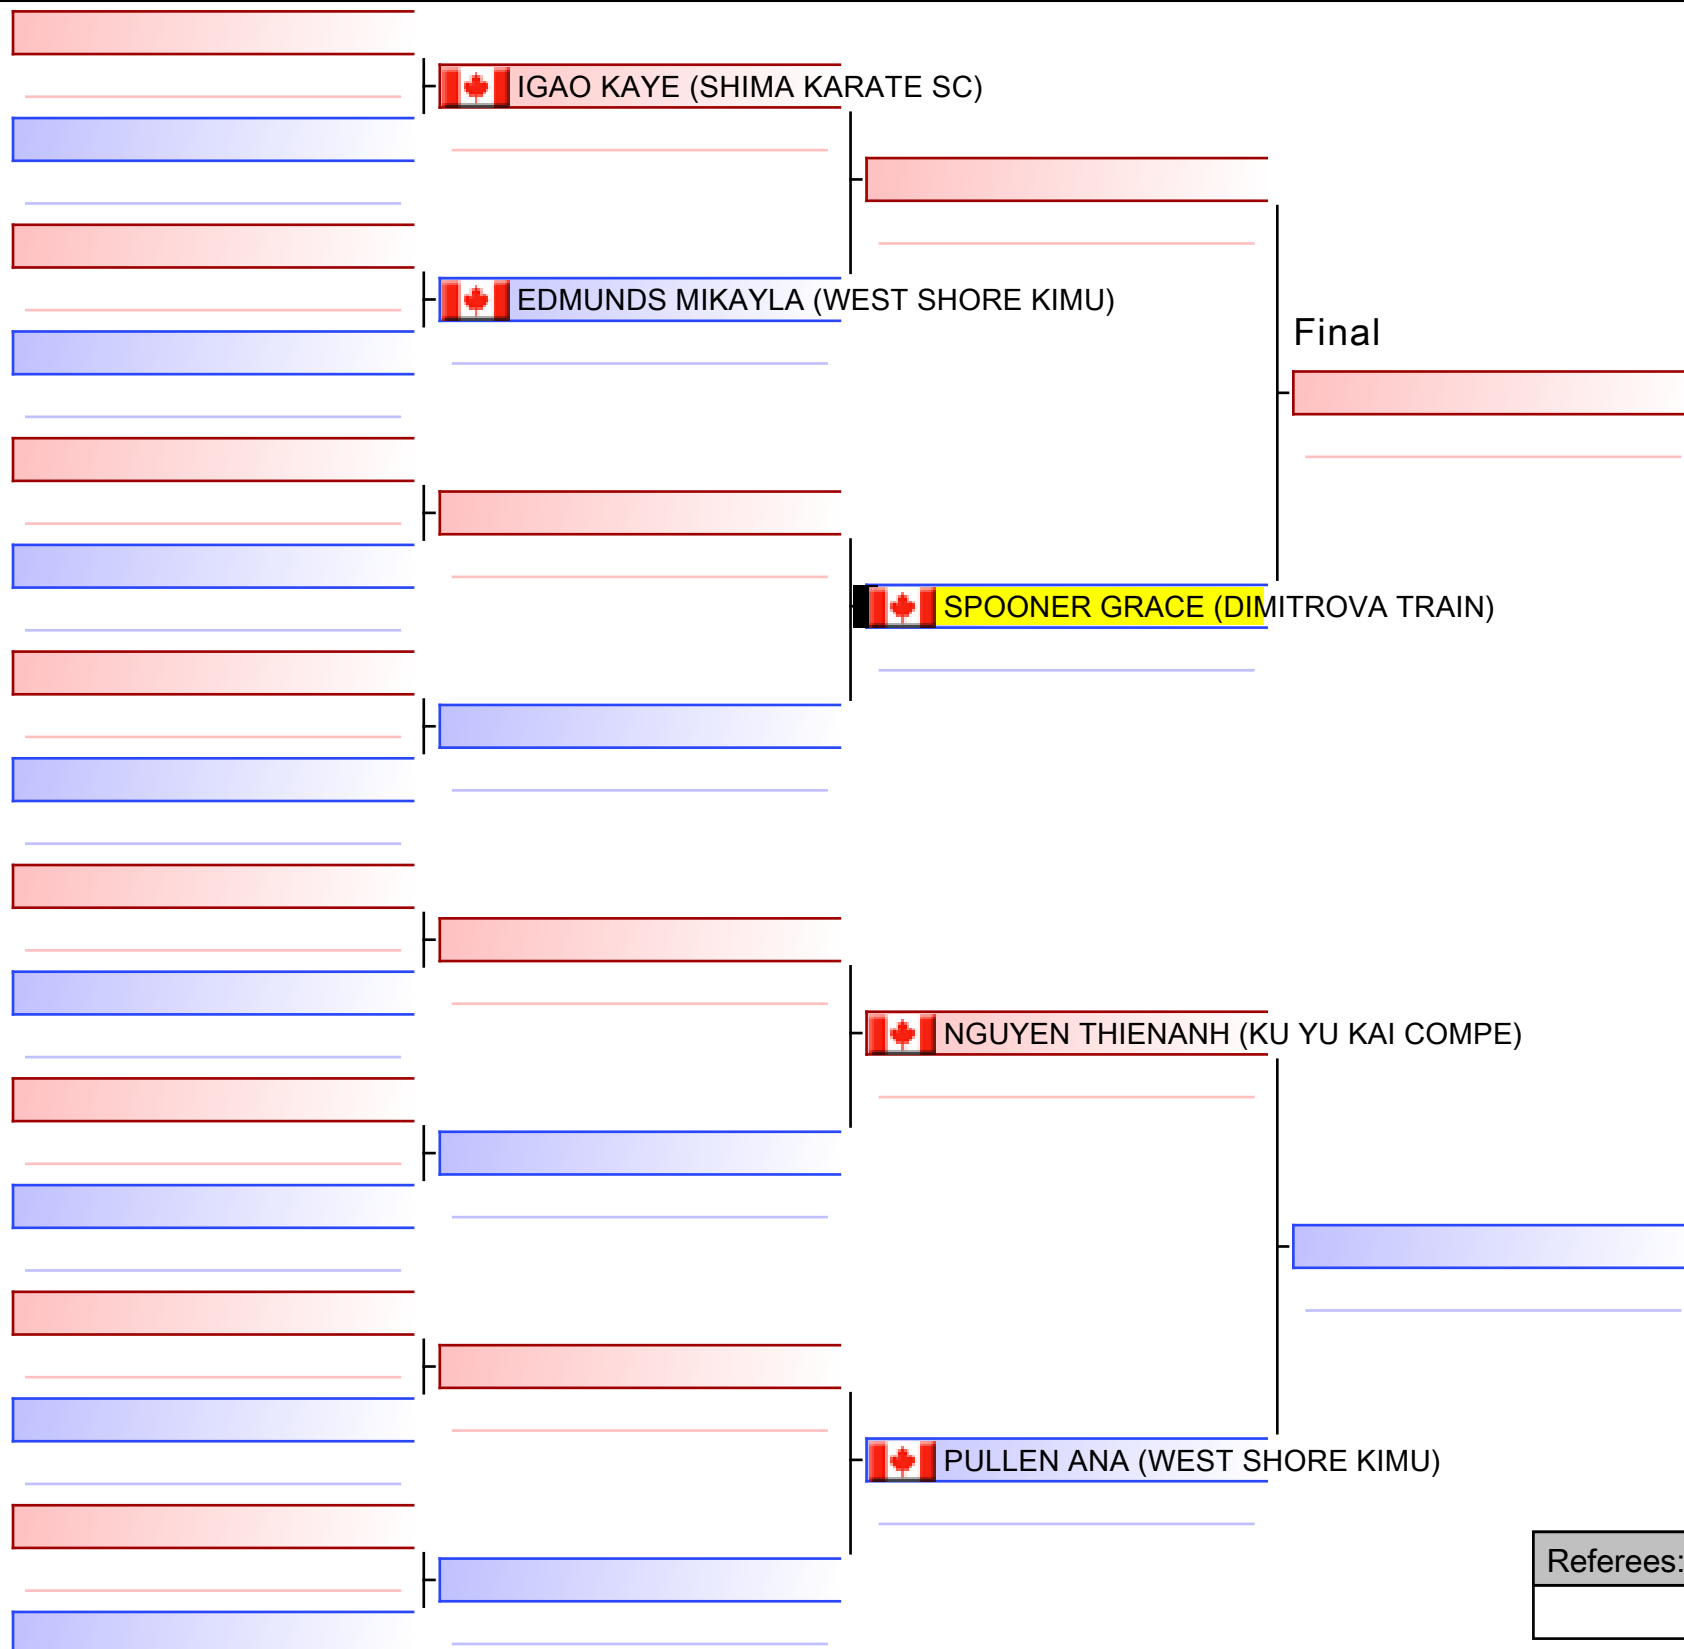 IGAO KAYE (SHIMA KARATE SC)
EDMUNDS MIKAYLA (WEST SHORE KIMU)
Final
SPOONER GRACE (DIMITROVA TRAIN)
NGUYEN THIENANH (KU YU KAI COMPE)
PULLEN ANA (WEST SHORE KIMU)
Referees: